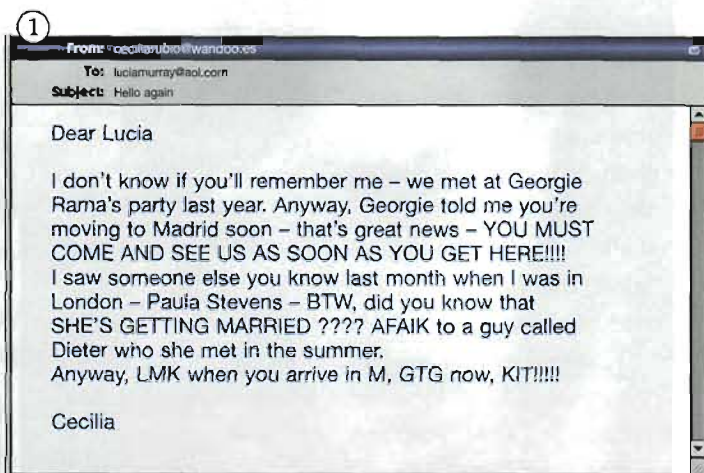 1
From: ceciliarubio@wandoo.es
To: luciamurray@aol.com
Subject: Hello again
Dear Lucia
I don't know if you'll remember me – we met at Georgie
Rama's party last year. Anyway, Georgie told me you're
moving to Madrid soon – that's great news – YOU MUST
COME AND SEE US AS SOON AS YOU GET HERE!!!!
I saw someone else you know last month when I was in
London – Paula Stevens – BTW, did you know that
SHE'S GETTING MARRIED ???? AFAIK to a guy called
Dieter who she met in the summer.
Anyway, LMK when you arrive in M, GTG now, KIT!!!!!
Cecilia